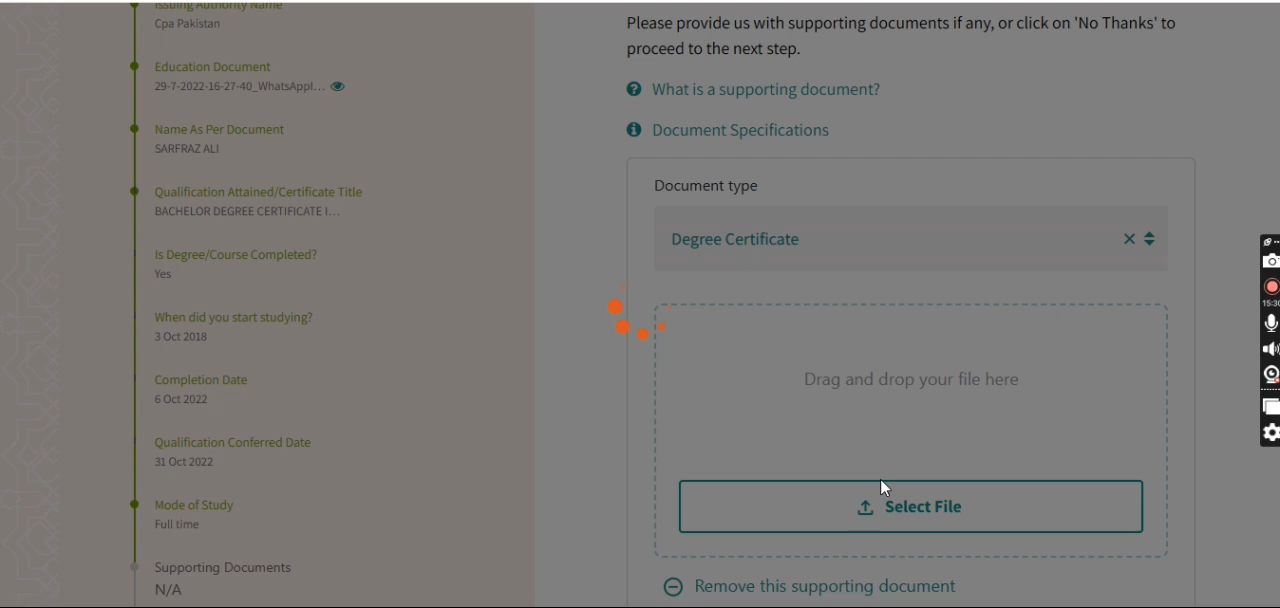 Issuing Authority Name
Cpa Pakistan
Education Document
29-7-2022-16-27-40_WhatsAppl...
Name As Per Document
SARFRAZ ALI
Qualification Attained/Certificate Title
BACHELOR DEGREE CERTIFICATE I...
Is Degree/Course Completed?
Yes
When did you start studying?
3 Oct 2018
Completion Date
6 Oct 2022
Qualification Conferred Date
31 Oct 2022
Mode of Study
Full time
Supporting Documents
N/A
Please provide us with supporting documents if any, or click on 'No Thanks' to
proceed to the next step.
What is a supporting document?
Document Specifications
Document type
Degree Certificate
Drag and drop your file here
Select File
Remove this supporting document